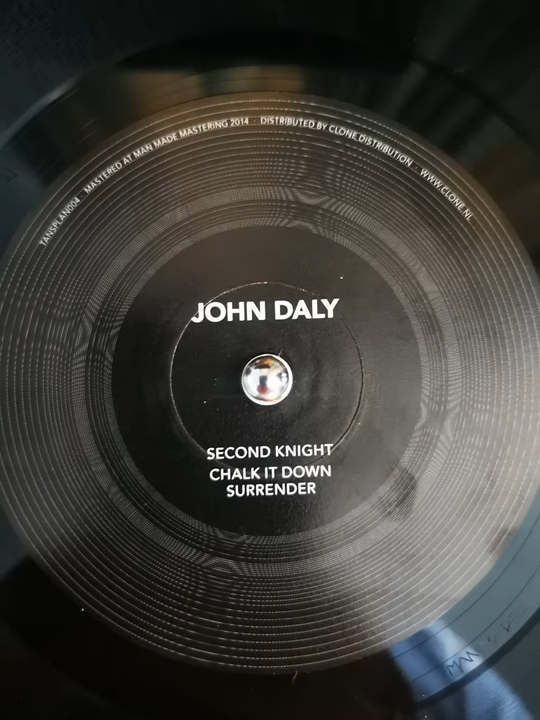 TANSPLAN004 · MASTERED AT MAN MADE MASTERING 2014 · DISTRIBUTED BY CLONE DISTRIBUTION · WWW.CLONE.NL
JOHN DALY
SECOND KNIGHT
CHALK IT DOWN
SURRENDER